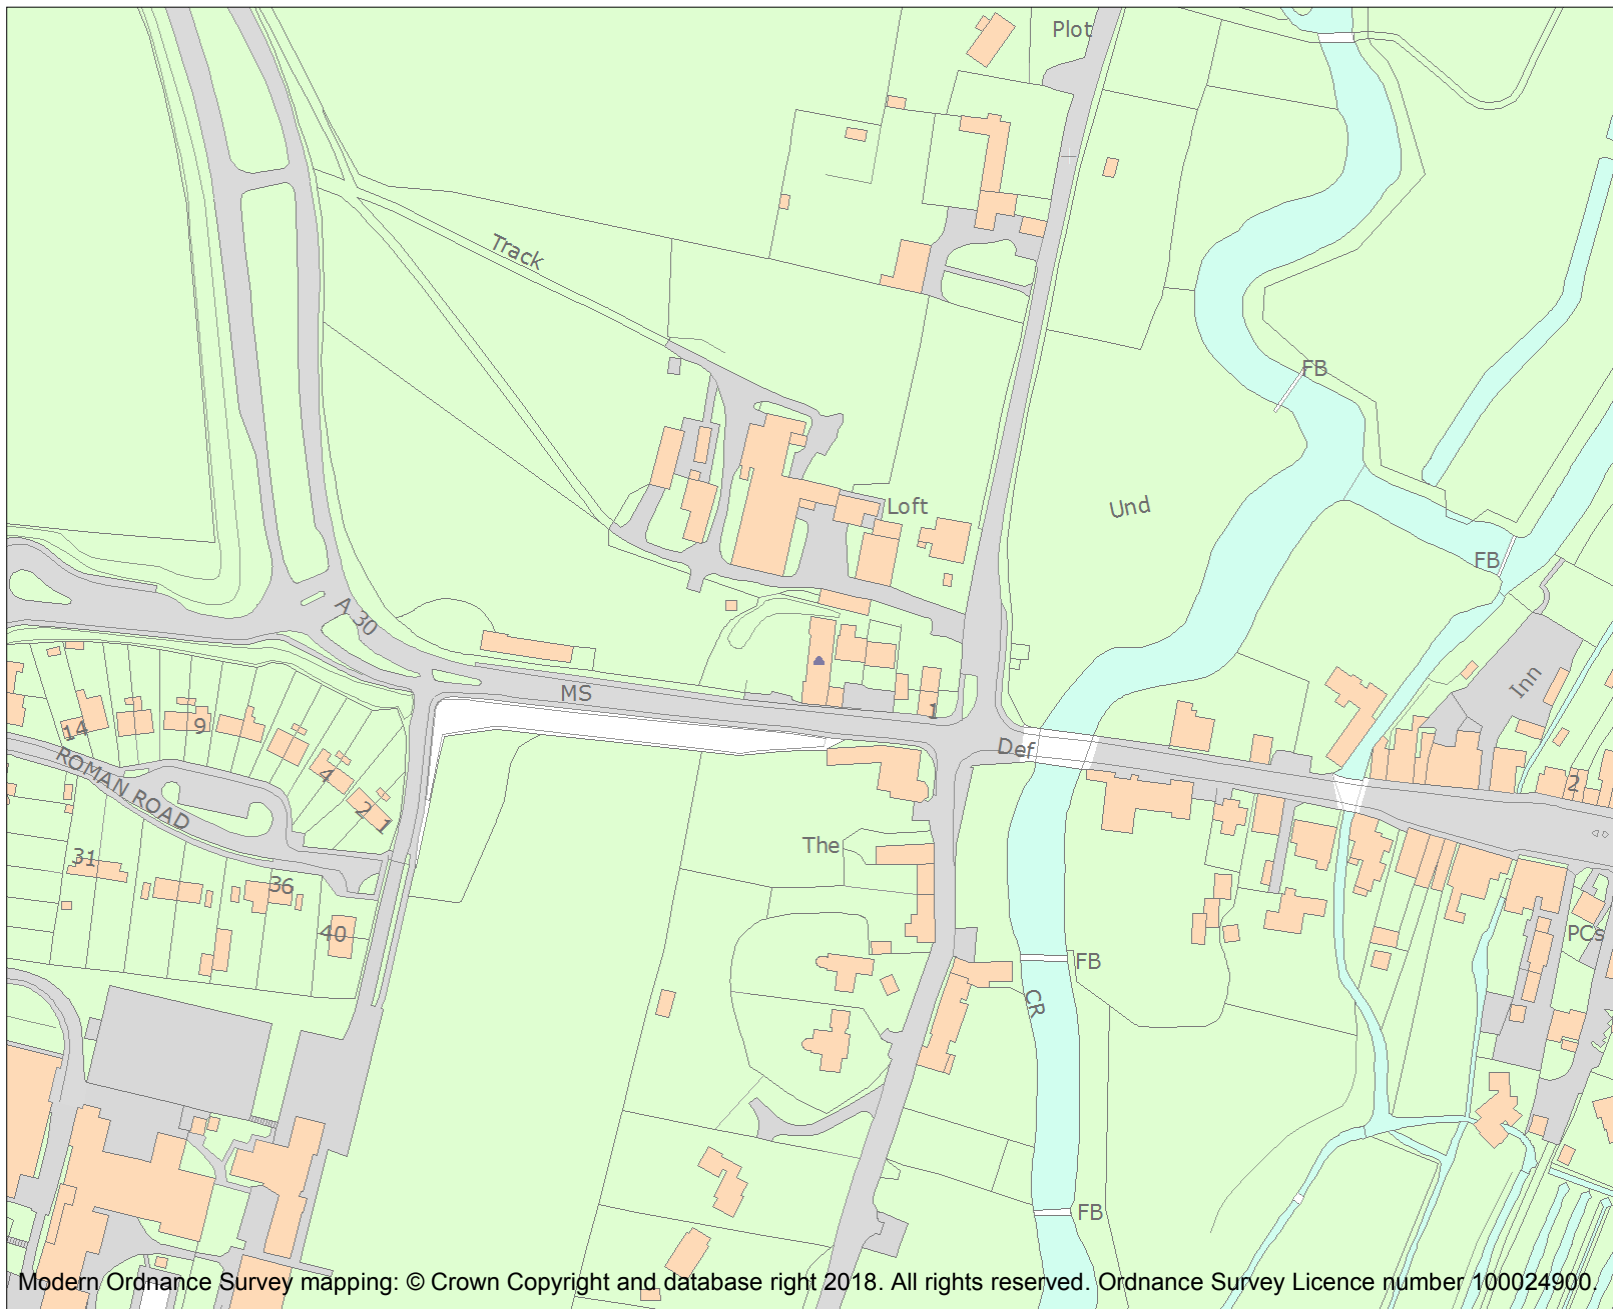 Plot
Track
FB
Loft
Und
FB
A 30
Inn
MS
1
Def
14
9
ROMAN ROAD
4
2
1
2
31
The
36
40
PCs
FB
CR
FB
Modern Ordnance Survey mapping: © Crown Copyright and database right 2018. All rights reserved. Ordnance Survey Licence number 100024900.